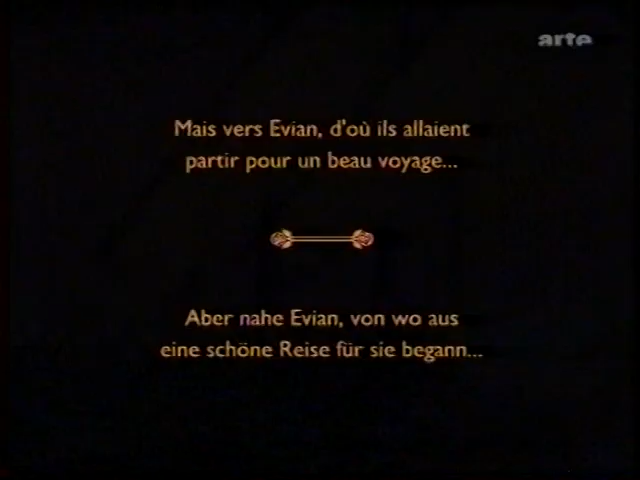 arte
Mais vers Evian, d'où ils allaient
partir pour un beau voyage...
Aber nahe Evian, von wo aus
eine schöne Reise für sie begann...